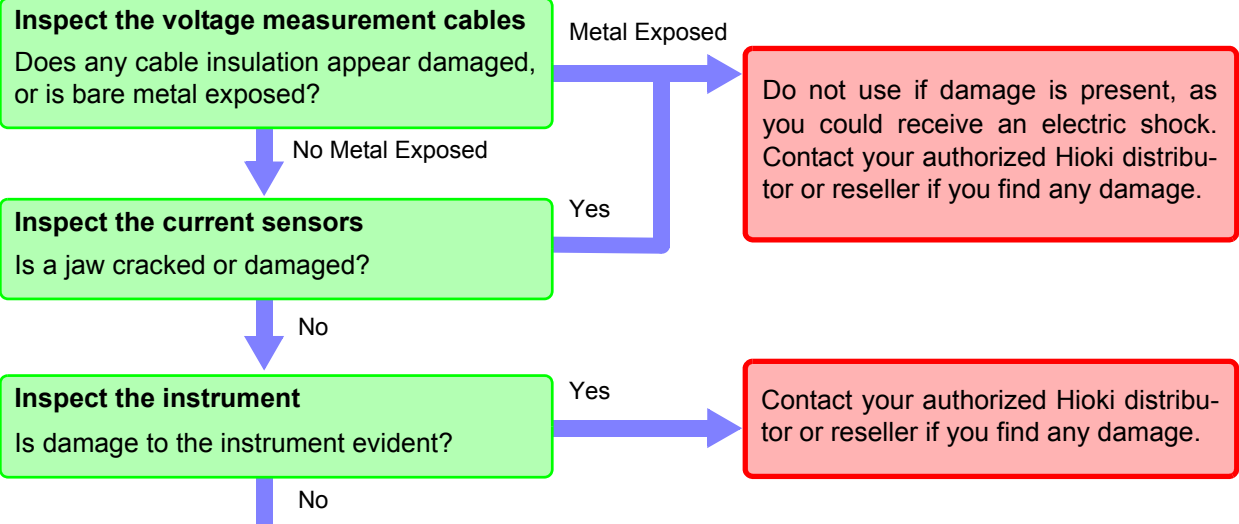 Inspect the voltage measurement cables
Does any cable insulation appear damaged,
or is bare metal exposed?
Metal Exposed
Do not use if damage is present, as
you could receive an electric shock.
Contact your authorized Hioki distribu-
tor or reseller if you find any damage.
No Metal Exposed
Inspect the current sensors
Is a jaw cracked or damaged?
Yes
No
Inspect the instrument
Is damage to the instrument evident?
Yes
Contact your authorized Hioki distribu-
tor or reseller if you find any damage.
No